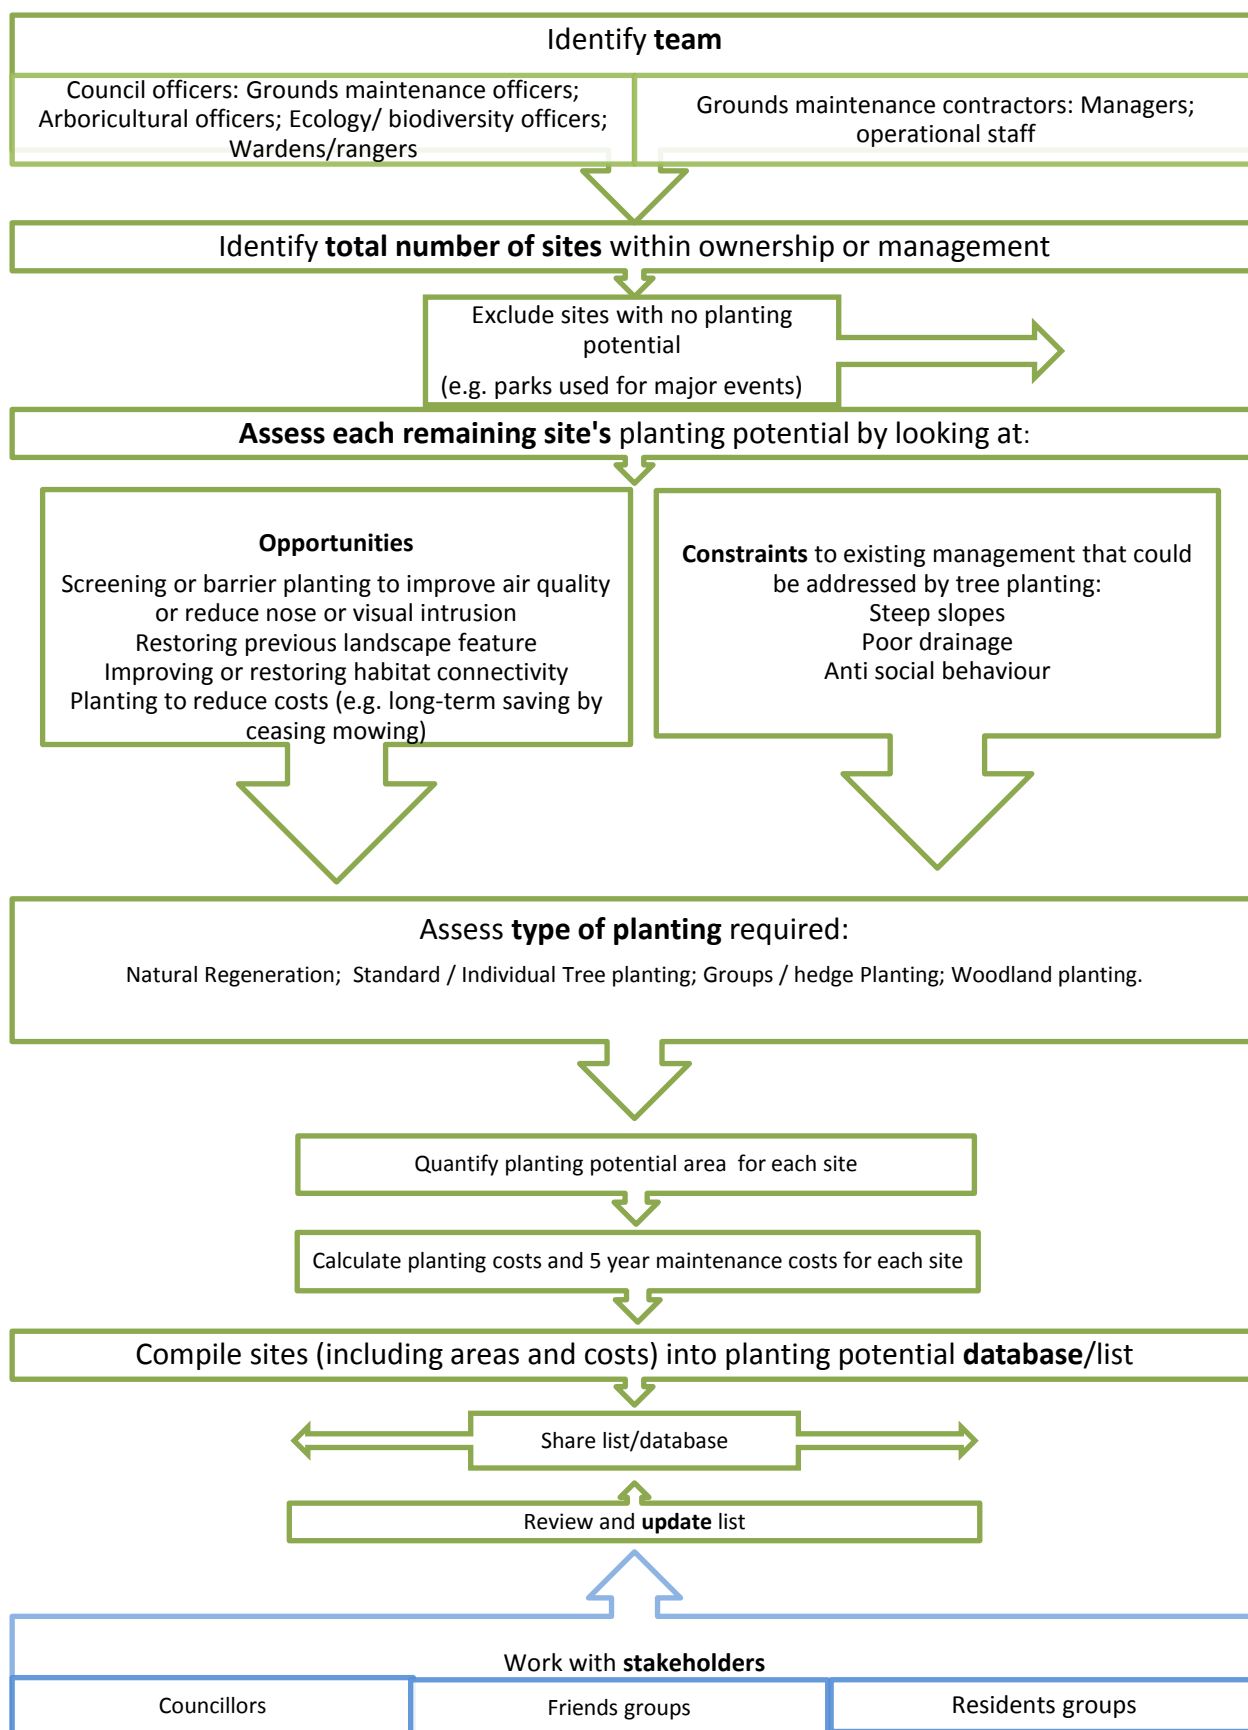 Identify team
Council officers: Grounds maintenance officers;
Arboricultural officers; Ecology/ biodiversity officers;
Wardens/rangers
Grounds maintenance contractors: Managers;
operational staff
Identify total number of sites within ownership or management
Exclude sites with no planting
potential
(e.g. parks used for major events)
Assess each remaining site's planting potential by looking at:
Opportunities
Screening or barrier planting to improve air quality
or reduce nose or visual intrusion
Restoring previous landscape feature
Improving or restoring habitat connectivity
Planting to reduce costs (e.g. long-term saving by
ceasing mowing)
Constraints to existing management that could
be addressed by tree planting:
Steep slopes
Poor drainage
Anti social behaviour
Assess type of planting required:
Natural Regeneration;  Standard / Individual Tree planting; Groups / hedge Planting; Woodland planting.
Quantify planting potential area  for each site
Calculate planting costs and 5 year maintenance costs for each site
Compile sites (including areas and costs) into planting potential database/list
Share list/database
Review and update list
Work with stakeholders
Councillors
Friends groups
Residents groups